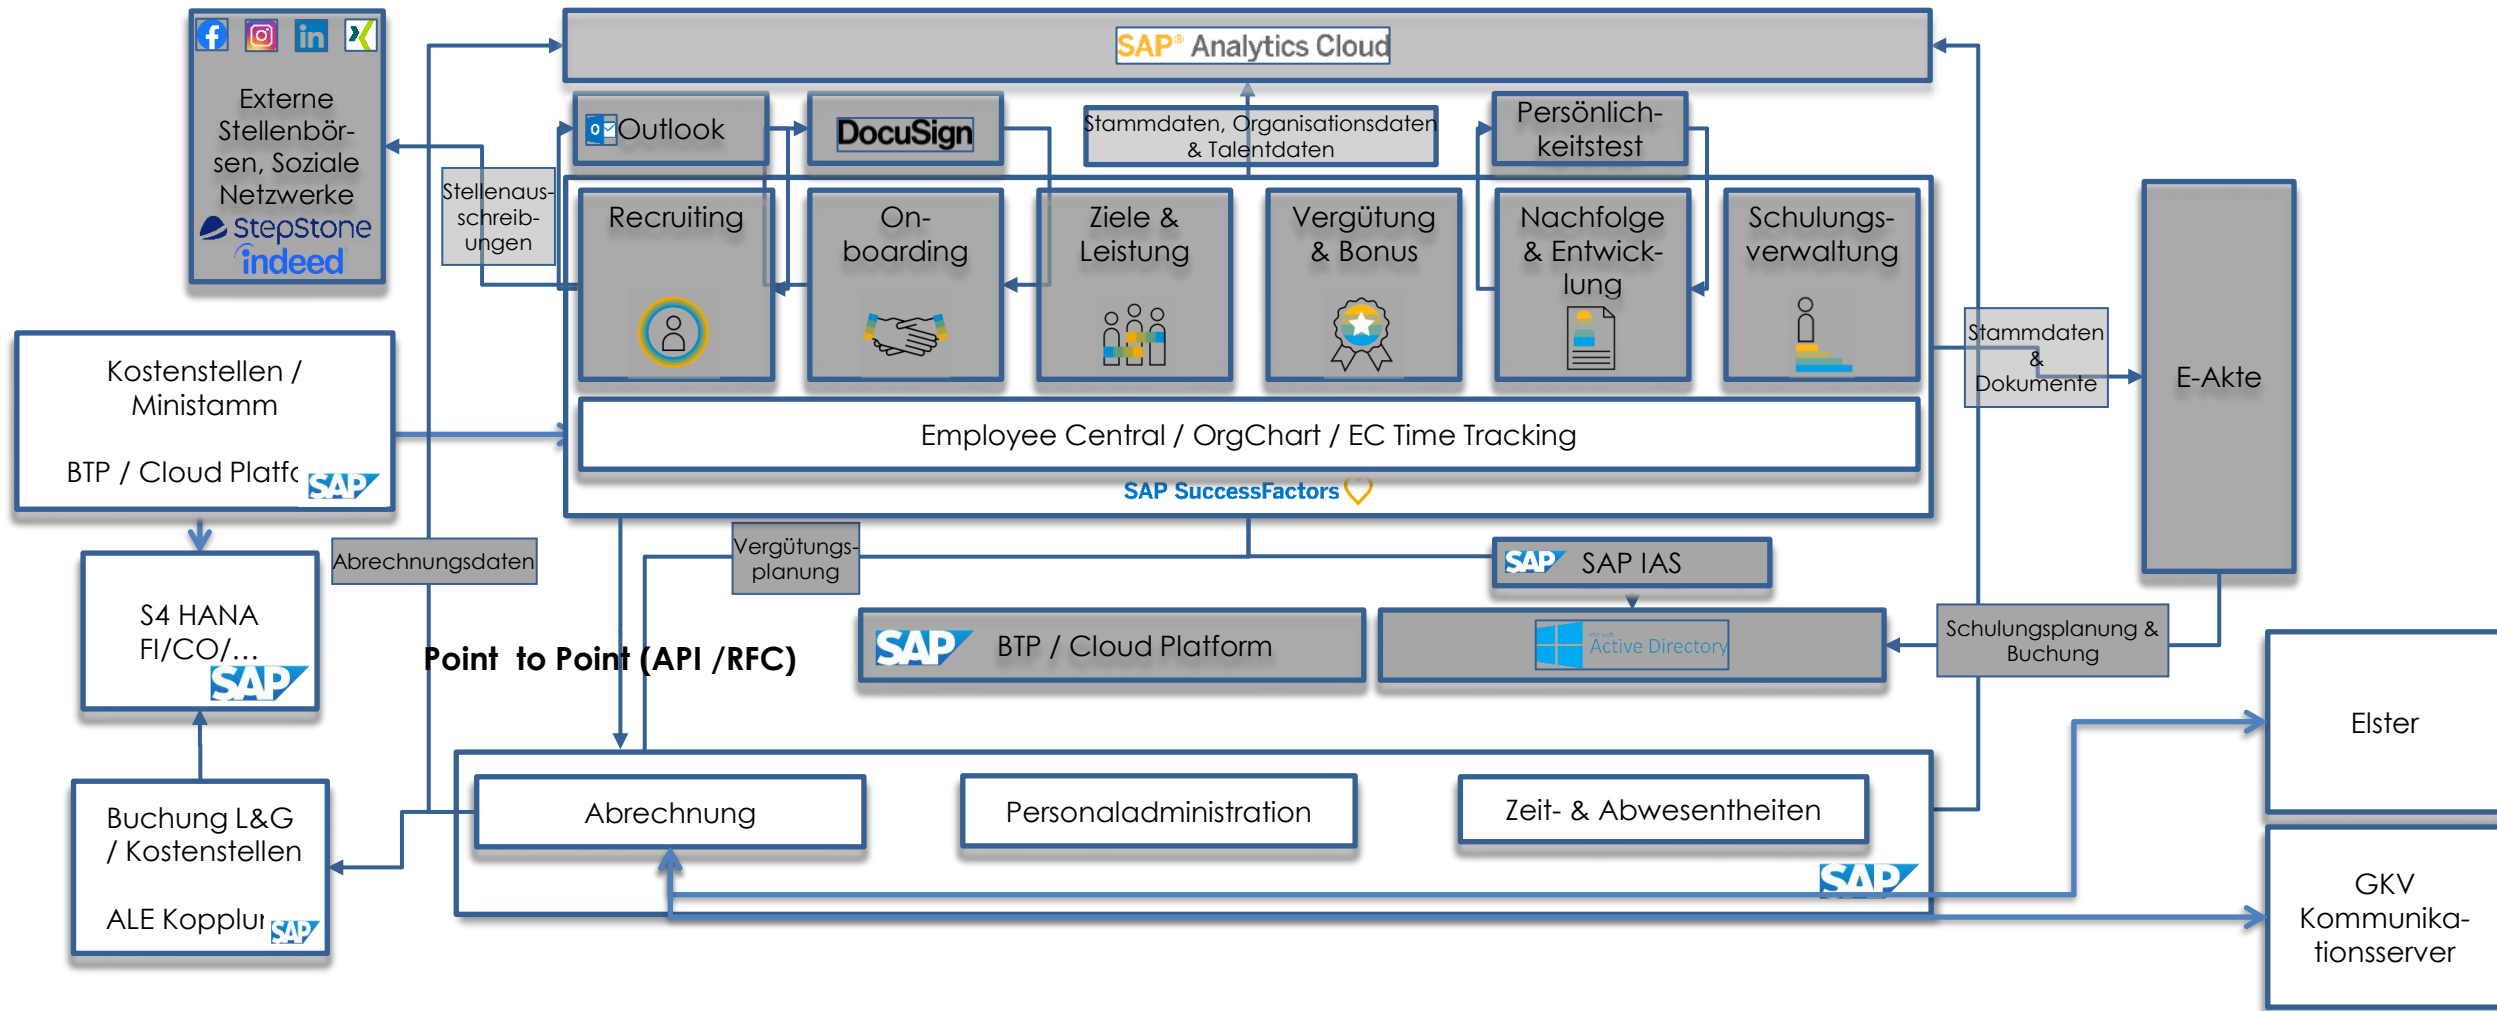 SAP® Analytics Cloud
Externe
Stellenbör-
sen, Soziale
Netzwerke
StepStone
indeed
Outlook
DocuSign
Stammdaten, Organisationsdaten
& Talentdaten
Persönlich-
keitstest
Stellenaus-
schreib-
ungen
Recruiting
On-
boarding
Ziele &
Leistung
Vergütung
& Bonus
Nachfolge
& Entwick-
lung
Schulungs-
verwaltung
Stammdaten
&
Dokumente
E-Akte
Kostenstellen /
Ministamm
BTP / Cloud Platfo
SAP
Employee Central / OrgChart / EC Time Tracking
SAP SuccessFactors
Abrechnungsdaten
Vergütungs-
planung
SAP SAP IAS
S4 HANA
FI/CO/...
SAP
Point to Point (API /RFC)
SAP BTP / Cloud Platform
Microsoft
Active Directory
Schulungsplanung &
Buchung
Elster
Abrechnung
Personaladministration
Zeit- & Abwesentheiten
SAP
Buchung L&G
/ Kostenstellen
ALE Kopplun
SAP
GKV
Kommunika-
tionsserver